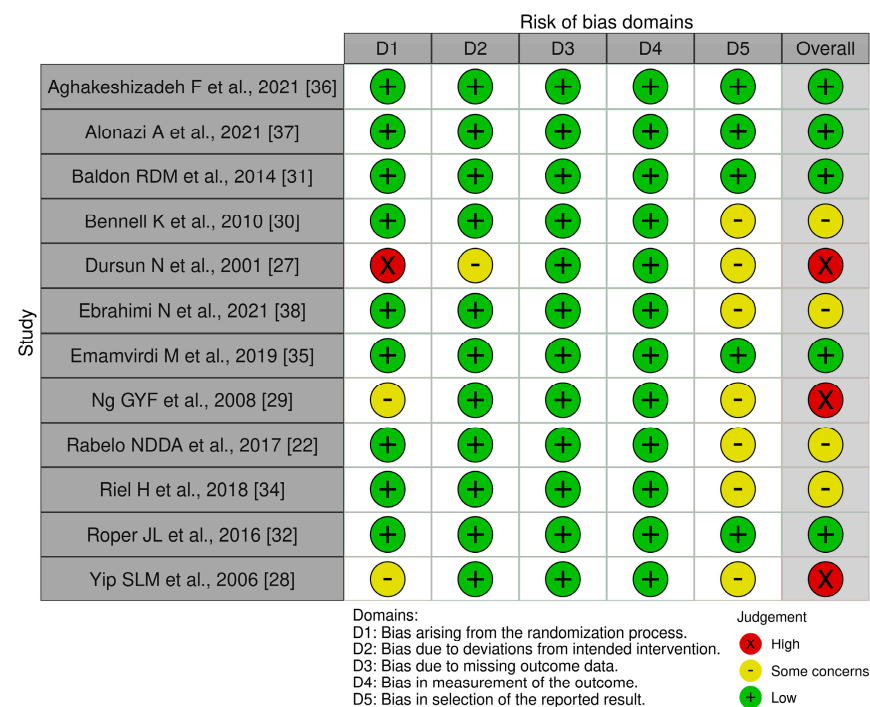 Risk of bias domains
D1 D2 D3 D4 D5 Overall
Study
Aghakeshizadeh F et al., 2021 [36] + + + + + +
Alonazi A et al., 2021 [37] + + + + + +
Baldon RDM et al., 2014 [31] + + + + + +
Bennell K et al., 2010 [30] + + + + - -
Dursun N et al., 2001 [27] X - + + - X
Ebrahimi N et al., 2021 [38] + + + + - -
Emamvirdi M et al., 2019 [35] + + + + + +
Ng GYF et al., 2008 [29] - + + + - X
Rabelo NDDA et al., 2017 [22] + + + + - -
Riel H et al., 2018 [34] + + + + - -
Roper JL et al., 2016 [32] + + + + + +
Yip SLM et al., 2006 [28] - + + + - X
Domains:
D1: Bias arising from the randomization process.
D2: Bias due to deviations from intended intervention.
D3: Bias due to missing outcome data.
D4: Bias in measurement of the outcome.
D5: Bias in selection of the reported result.
Judgement
X High
- Some concerns
+ Low